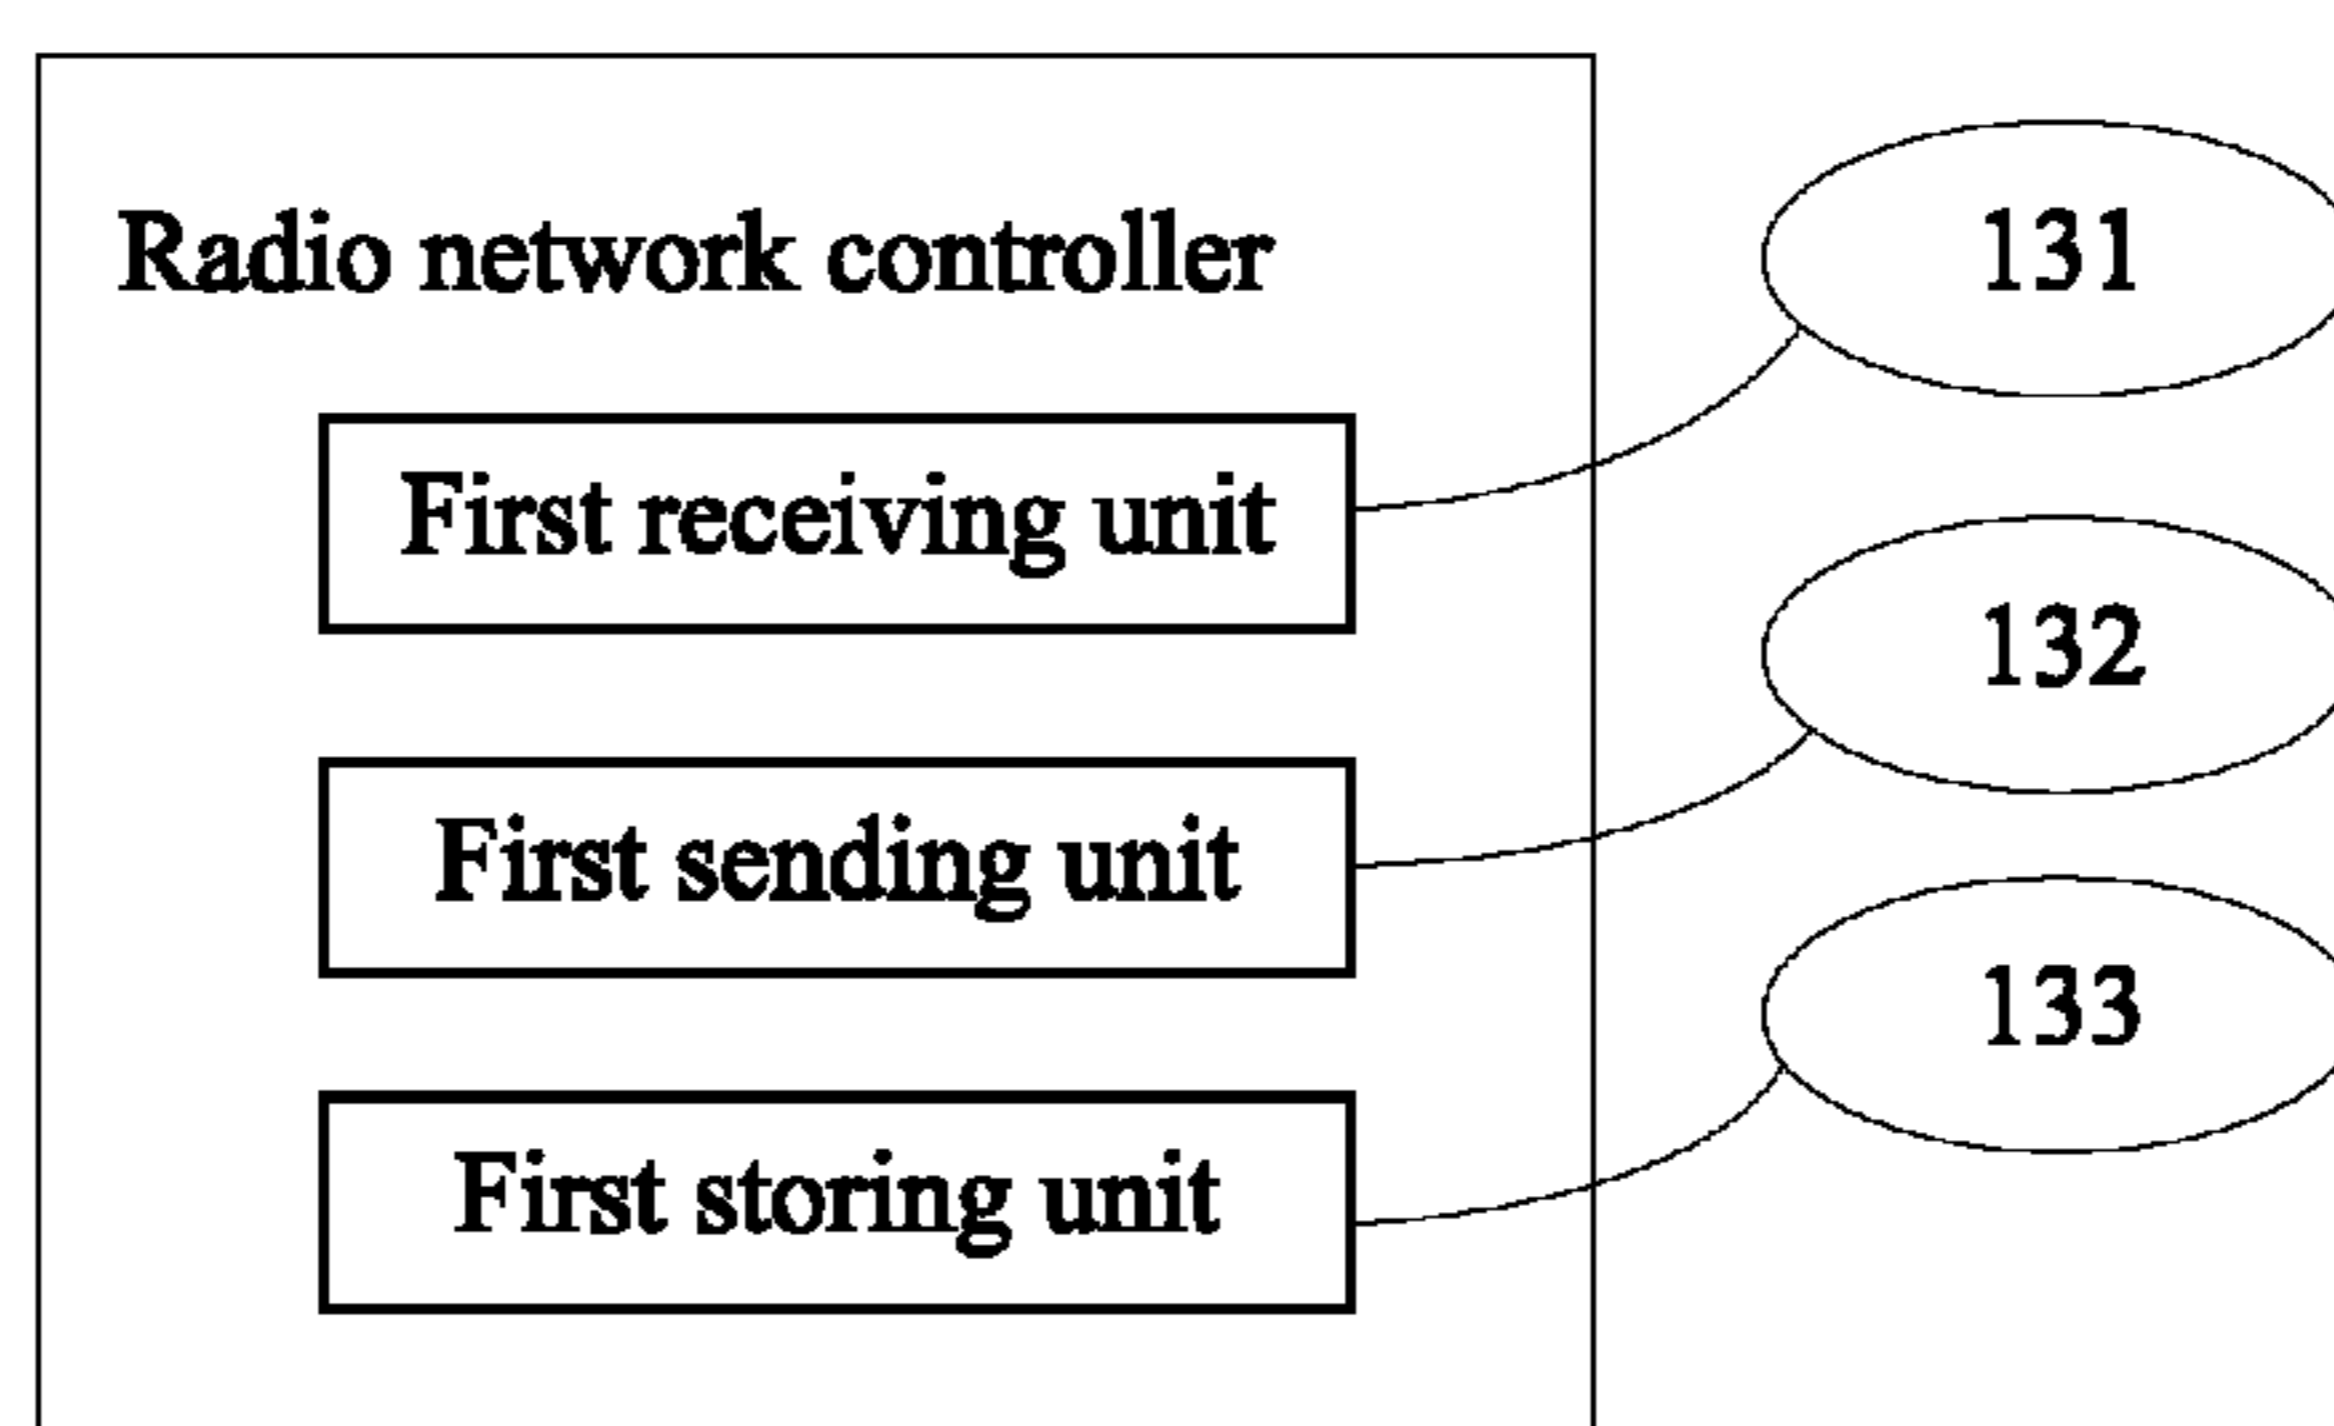 Radio network controller
131
First receiving unit
132
First sending unit
133
First storing unit